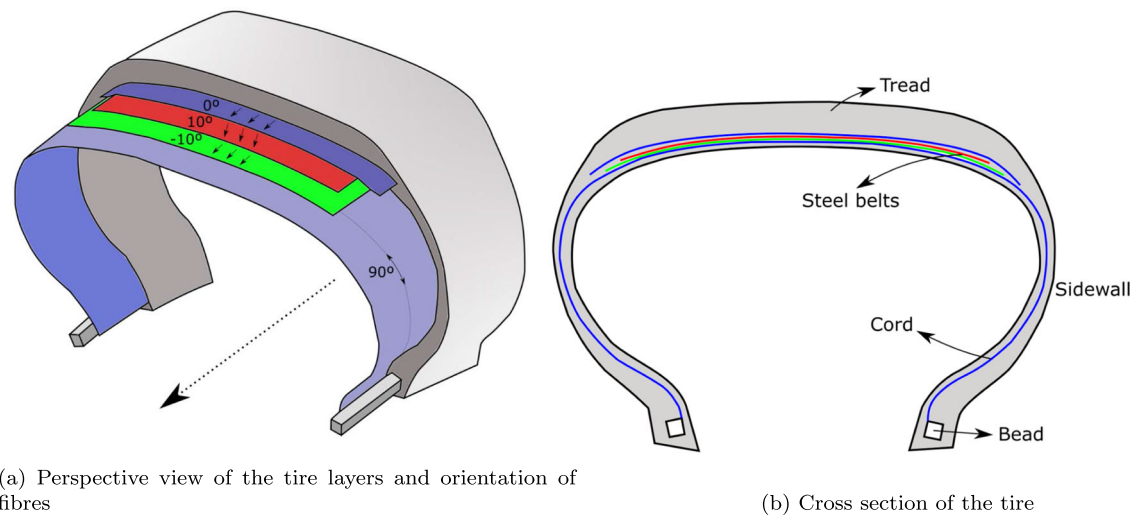 0º
10º
-10º
90º
Tread
Steel belts
Sidewall
Cord
Bead
(a) Perspective view of the tire layers and orientation of
fibres
(b) Cross section of the tire